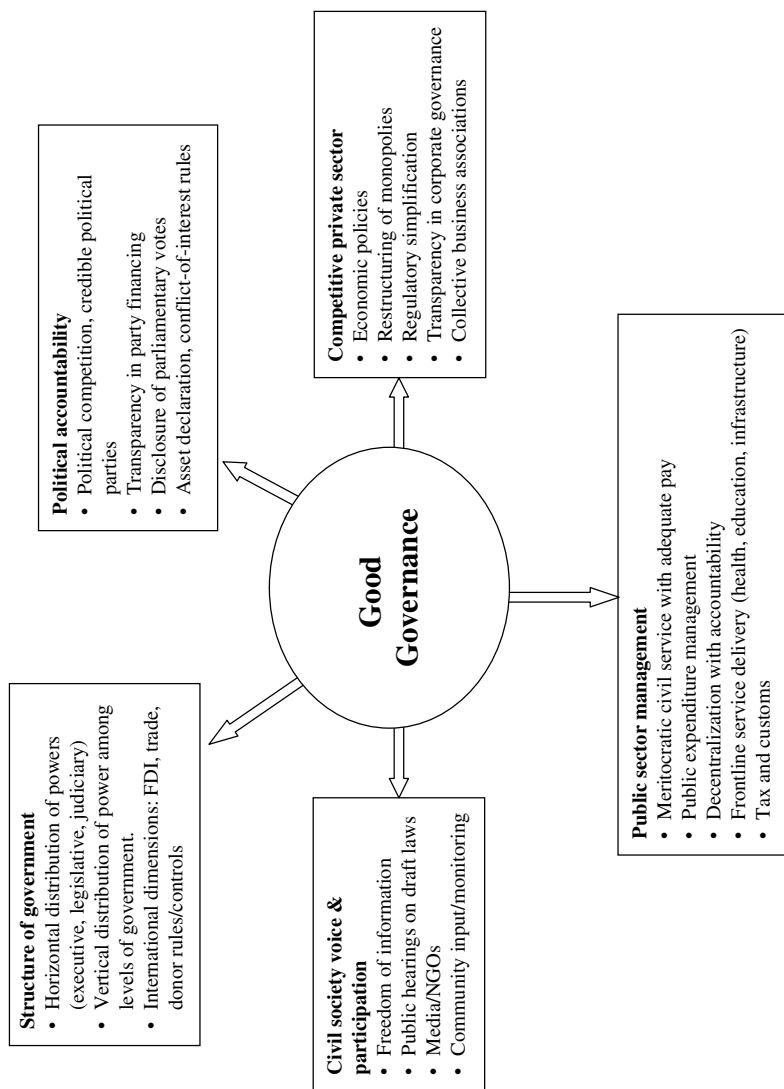 Structure of government
• Horizontal distribution of powers
(executive, legislative, judiciary)
• Vertical distribution of power among
levels of government.
• International dimensions: FDI, trade,
donor rules/controls
Political accountability
• Political competition, credible political
parties
• Transparency in party financing
• Disclosure of parliamentary votes
• Asset declaration, conflict-of-interest rules
Good
Governance
Civil society voice &
participation
• Freedom of information
• Public hearings on draft laws
• Media/NGOs
• Community input/monitoring
Competitive private sector
• Economic policies
• Restructuring of monopolies
• Regulatory simplification
• Transparency in corporate governance
• Collective business associations
Public sector management
• Meritocratic civil service with adequate pay
• Public expenditure management
• Decentralization with accountability
• Frontline service delivery (health, education, infrastructure)
• Tax and customs